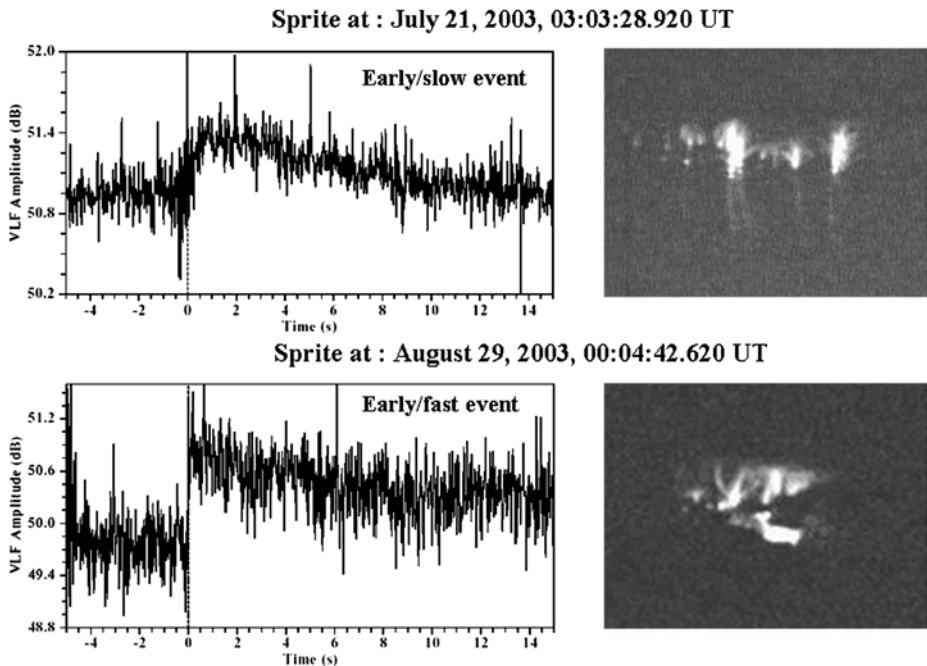 Sprite at : July 21, 2003, 03:03:28.920 UT
52.0
Early/slow event
51.4
50.8
50.2
VLF Amplitude (dB)
-4 -2 0 2 4 6 8 10 12 14
Time (s)
Sprite at : August 29, 2003, 00:04:42.620 UT
Early/fast event
51.2
50.6
50.0
49.4
48.8
VLF Amplitude (dB)
-4 -2 0 2 4 6 8 10 12 14
Time (s)